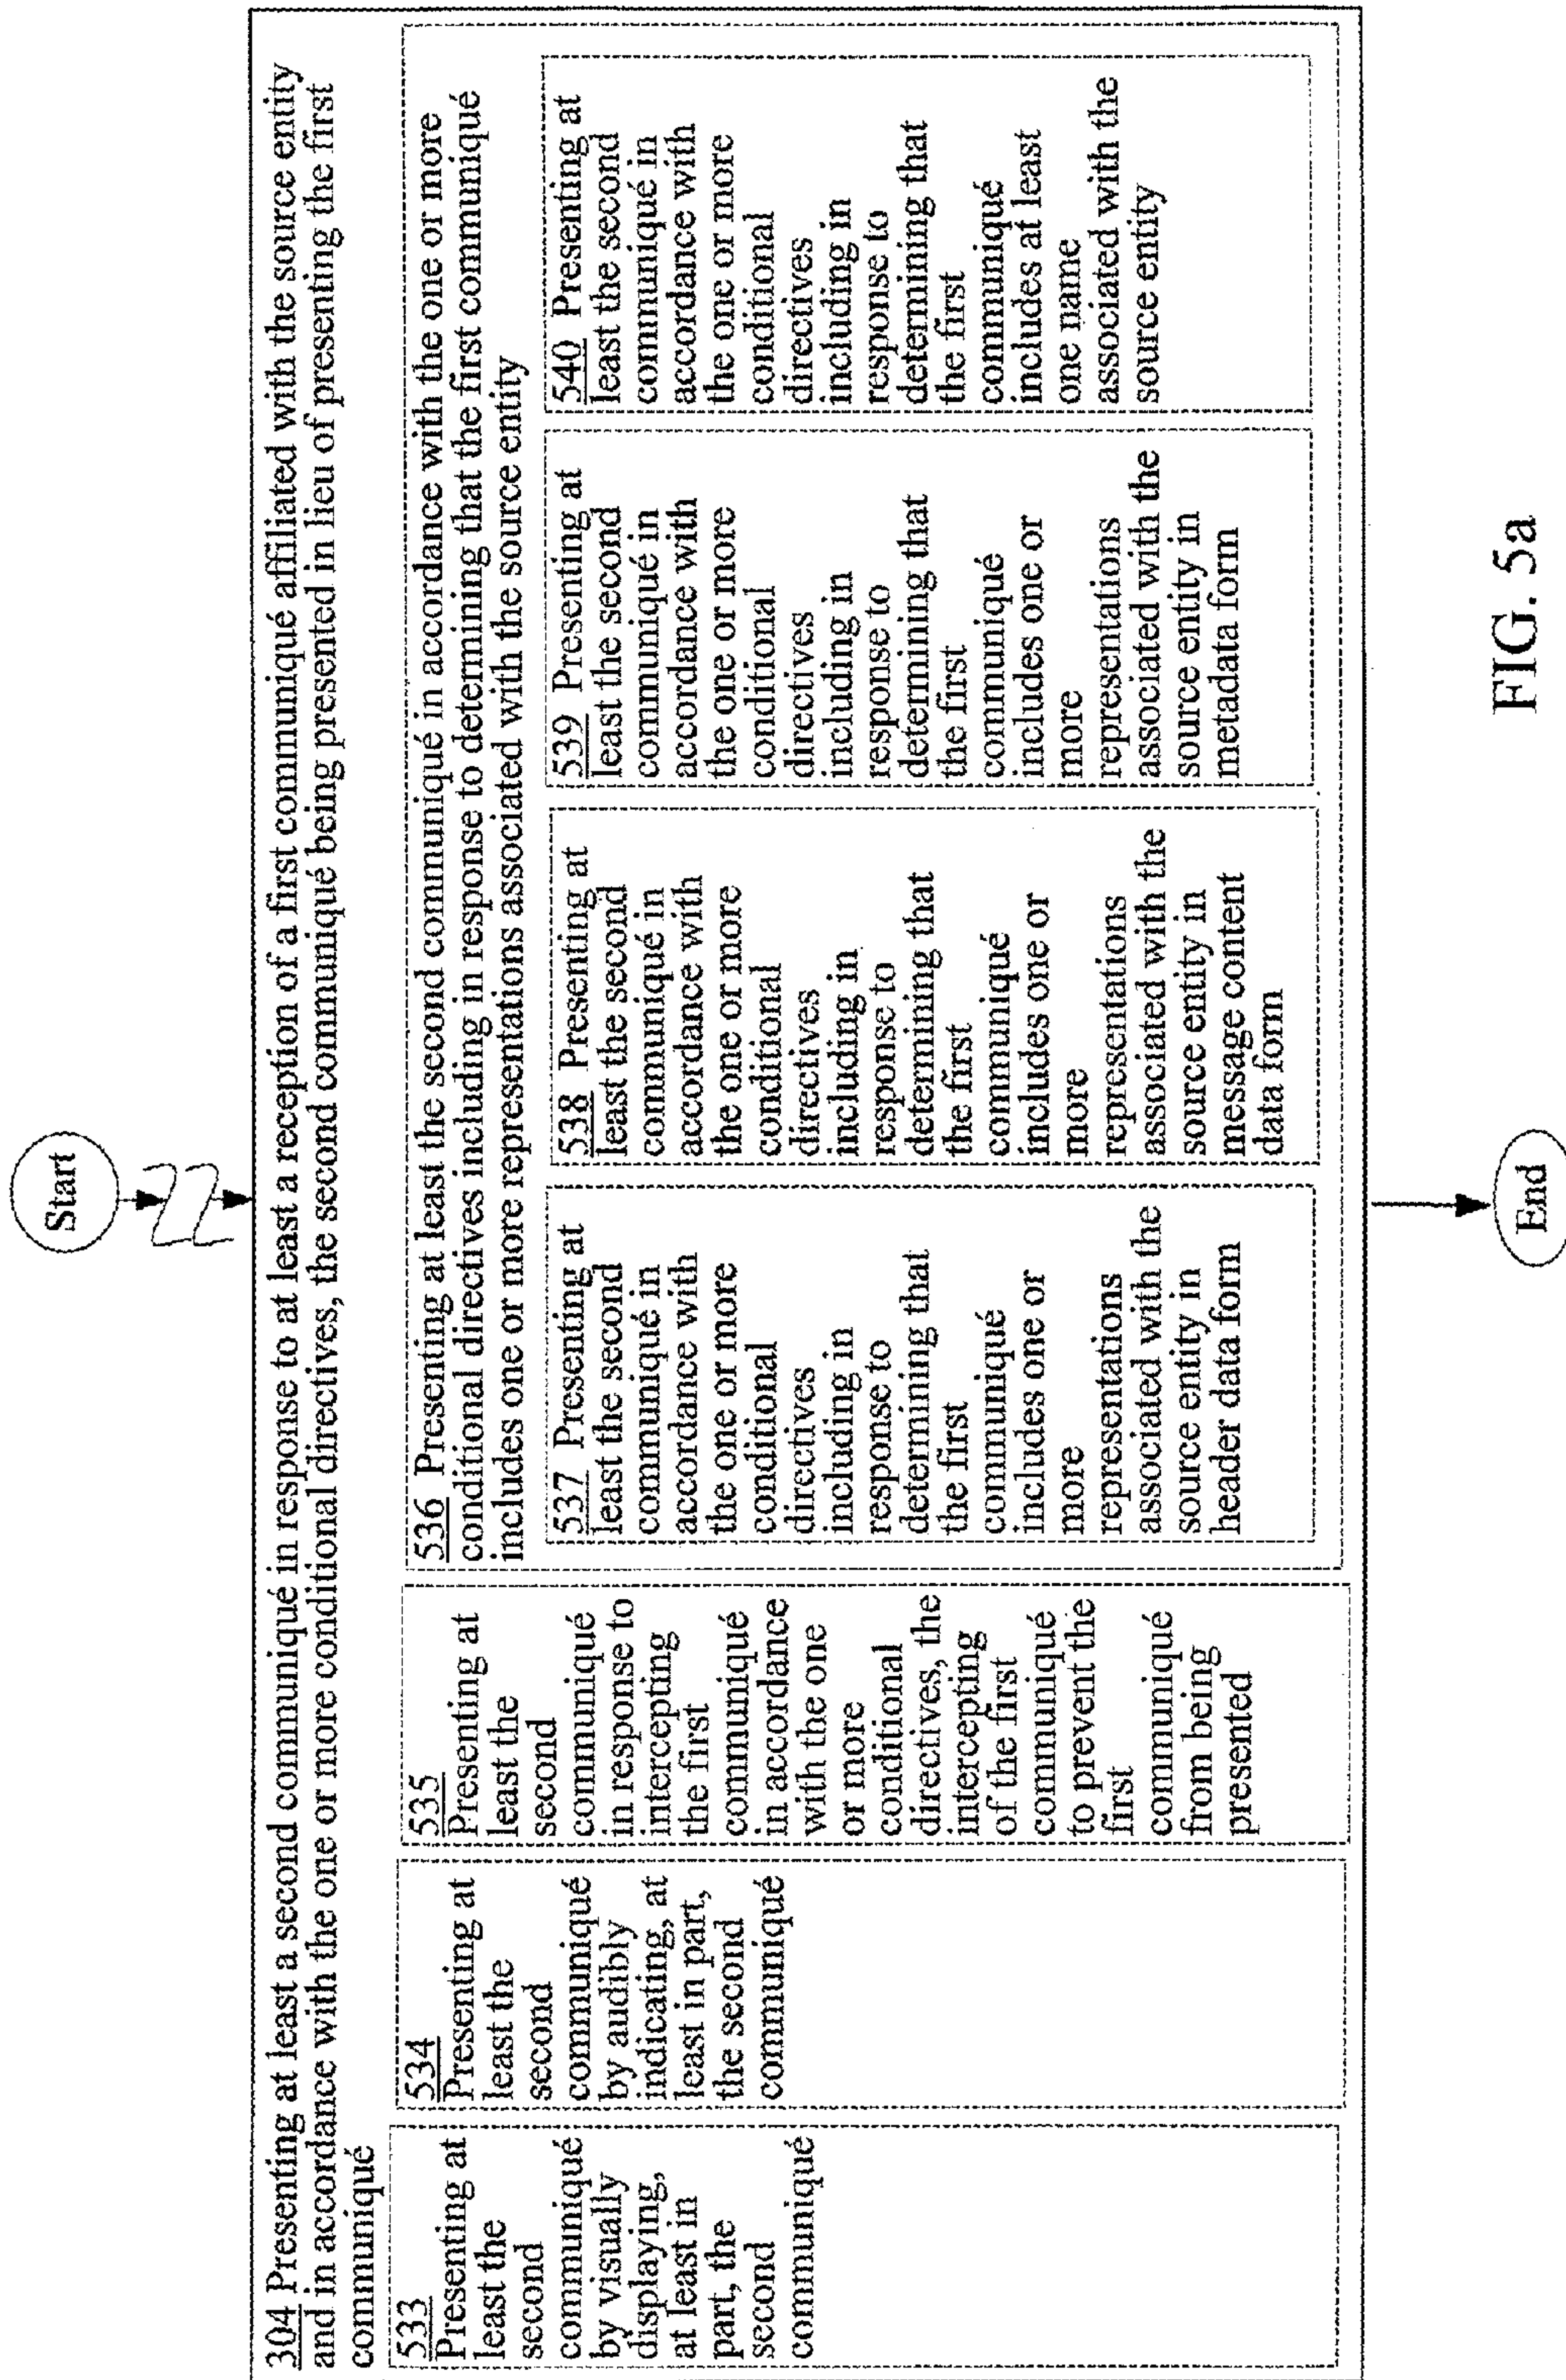 Start
304 Presenting at least a second communiqué in response to at least a reception of a first communiqué affiliated with the source entity
and in accordance with the one or more conditional directives, the second communiqué being presented in lieu of presenting the first
communiqué
533
Presenting at
least the
second
communiqué
by visually
displaying,
at least in
part, the
second
communiqué
534
Presenting at
least the
second
communiqué
by audibly
indicating, at
least in part,
the second
communiqué
535
Presenting at
least the
second
communiqué
in response to
intercepting
the first
communiqué
in accordance
with the one
or more
conditional
directives, the
intercepting
of the first
communiqué
to prevent the
first
communiqué
from being
presented
536 Presenting at least the second communiqué in accordance with the one or more
conditional directives including in response to determining that the first communiqué
includes one or more representations associated with the source entity
537 Presenting at
least the second
communiqué in
accordance with
the one or more
conditional
directives
including in
response to
determining that
the first
communiqué
includes one or
more
representations
associated with the
source entity in
header data form
538 Presenting at
least the second
communiqué in
accordance with
the one or more
conditional
directives
including in
response to
determining that
the first
communiqué
includes one or
more
representations
associated with the
source entity in
message content
data form
539 Presenting at
least the second
communiqué in
accordance with
the one or more
conditional
directives
including in
response to
determining that
the first
communiqué
includes one or
more
representations
associated with the
source entity in
metadata form
540 Presenting at
least the second
communiqué in
accordance with
the one or more
conditional
directives
including in
response to
determining that
the first
communiqué
includes at least
one name
associated with the
source entity
End
FIG. 5a